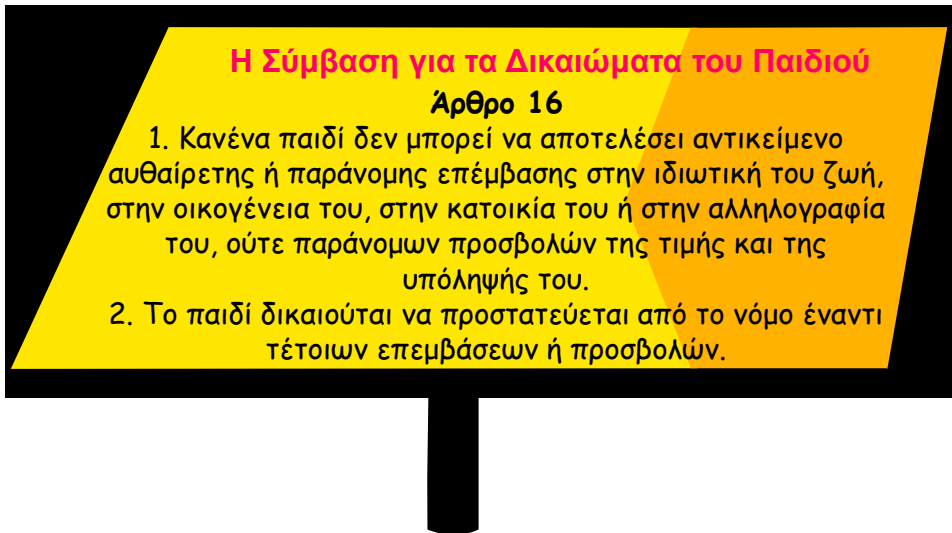 Η Σύμβαση για τα Δικαιώματα του Παιδιού
Άρθρο 16
1. Κανένα παιδί δεν μπορεί να αποτελέσει αντικείμενο
αυθαίρετης ή παράνομης επέμβασης στην ιδιωτική του ζωή,
στην οικογένεια του, στην κατοικία του ή στην αλληλογραφία
του, ούτε παράνομων προσβολών της τιμής και της
υπόληψής του.
2. Το παιδί δικαιούται να προστατεύεται από το νόμο έναντι
τέτοιων επεμβάσεων ή προσβολών.